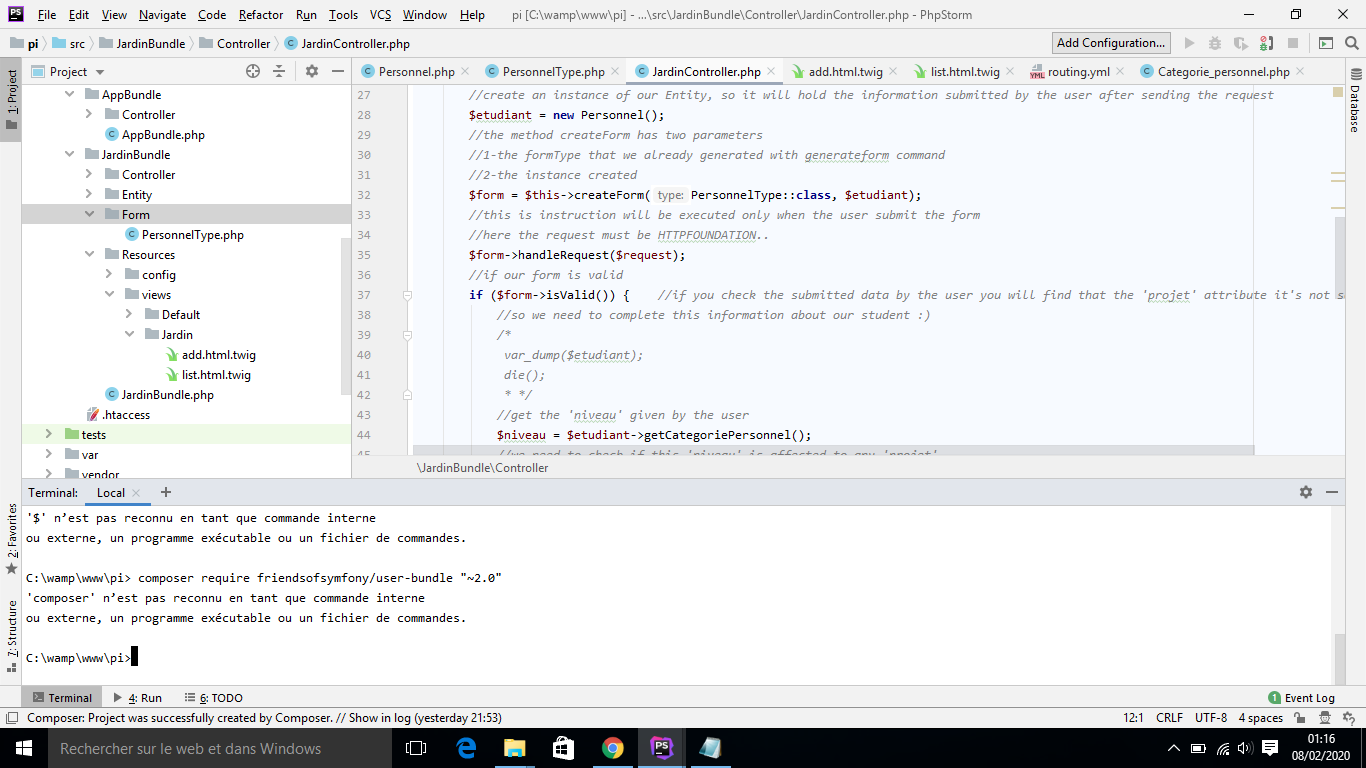 PS File Edit View Navigate Code Refactor Run Tools VCS Window Help pi [C:\wamp\www\pi] - ...\src\JardinBundle\Controller\JardinController.php - PhpStorm
pi src JardinBundle Controller JardinController.php Add Configuration...
1: Project
Project
Personnel.php PersonnelType.php JardinController.php add.html.twig list.html.twig routing.yml Categorie_personnel.php
Database
AppBundle
Controller
AppBundle.php
JardinBundle
Controller
Entity
Form
PersonnelType.php
Resources
config
views
Default
Jardin
add.html.twig
list.html.twig
JardinBundle.php
.htaccess
tests
var
vendor
27 //create an instance of our Entity, so it will hold the information submitted by the user after sending the request
28 $etudiant = new Personnel();
29 //the method createForm has two parameters
30 //1-the formType that we already generated with generateform command
31 //2-the instance created
32 $form = $this->createForm( type: PersonnelType::class, $etudiant);
33 //this is instruction will be executed only when the user submit the form
34 //here the request must be HTTPFOUNDATION..
35 $form->handleRequest($request);
36 //if our form is valid
37 if ($form->isValid()) { //if you check the submitted data by the user you will find that the 'projet' attribute it's not s
38 //so we need to complete this information about our student :)
39 /*
40 var_dump($etudiant);
41 die();
42 * */
43 //get the 'niveau' given by the user
44 $niveau = $etudiant->getCategoriePersonnel();
45 //we need to check if this 'niveau' is affected to any 'projet'
\JardinBundle\Controller
Terminal: Local
2: Favorites
7: Structure
'$' n’est pas reconnu en tant que commande interne
ou externe, un programme exécutable ou un fichier de commandes.
C:\wamp\www\pi> composer require friendsofsymfony/user-bundle "~2.0"
'composer' n’est pas reconnu en tant que commande interne
ou externe, un programme exécutable ou un fichier de commandes.
C:\wamp\www\pi>
Terminal 4: Run 6: TODO 1 Event Log
Composer: Project was successfully created by Composer. // Show in log (yesterday 21:53) 12:1 CRLF UTF-8 4 spaces
Rechercher sur le web et dans Windows PS 01:16
08/02/2020